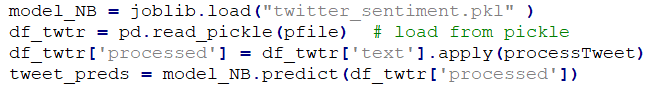 model_NB = joblib.load("twitter_sentiment.pkl" )
df_twtr = pd.read_pickle(pfile)  # load from pickle
df_twtr['processed'] = df_twtr['text'].apply(processTweet)
tweet_preds = model_NB.predict(df_twtr['processed'])